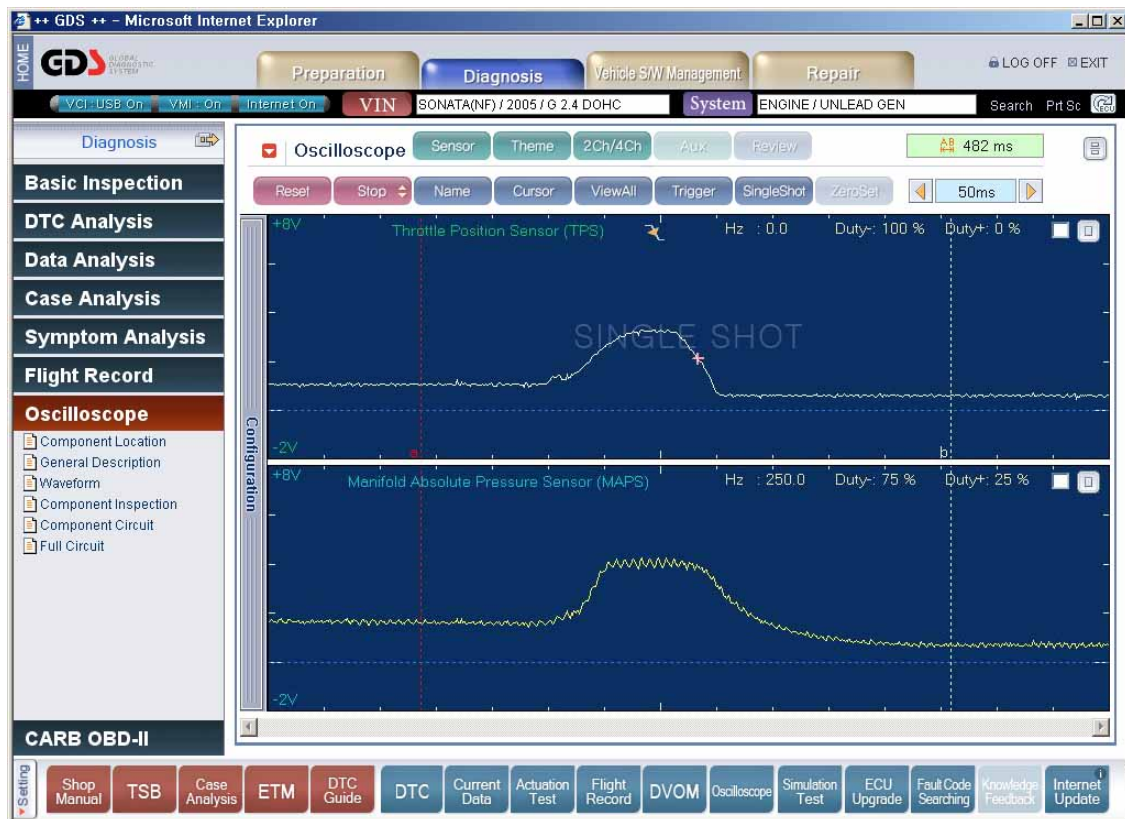 ++ GDS ++ - Microsoft Internet Explorer
HOME
GDS GLOBAL DIAGNOSTIC SYSTEM
Preparation
Diagnosis
Vehicle S/W Management
Repair
LOG OFF
EXIT
VCI : USB On
VMI : On
Internet On
VIN
SONATA(NF) / 2005 / G 2.4 DOHC
System
ENGINE / UNLEAD GEN
Search
Prt Sc
ECU
Diagnosis
Basic Inspection
DTC Analysis
Data Analysis
Case Analysis
Symptom Analysis
Flight Record
Oscilloscope
Component Location
General Description
Waveform
Component Inspection
Component Circuit
Full Circuit
CARB OBD-II
Oscilloscope
Sensor
Theme
2Ch/4Ch
Aux
Review
482 ms
Reset
Stop
Name
Cursor
ViewAll
Trigger
SingleShot
ZeroSet
50ms
Configuration
+8V
Throttle Position Sensor (TPS)
Hz : 0.0
Duty-: 100 %
Duty+: 0 %
SINGLE SHOT
-2V
a
b
+8V
Manifold Absolute Pressure Sensor (MAPS)
Hz : 250.0
Duty-: 75 %
Duty+: 25 %
-2V
Setting
Shop Manual
TSB
Case Analysis
ETM
DTC Guide
DTC
Current Data
Actuation Test
Flight Record
DVOM
Oscilloscope
Simulation Test
ECU Upgrade
Fault Code Searching
Knowledge Feedback
Internet Update